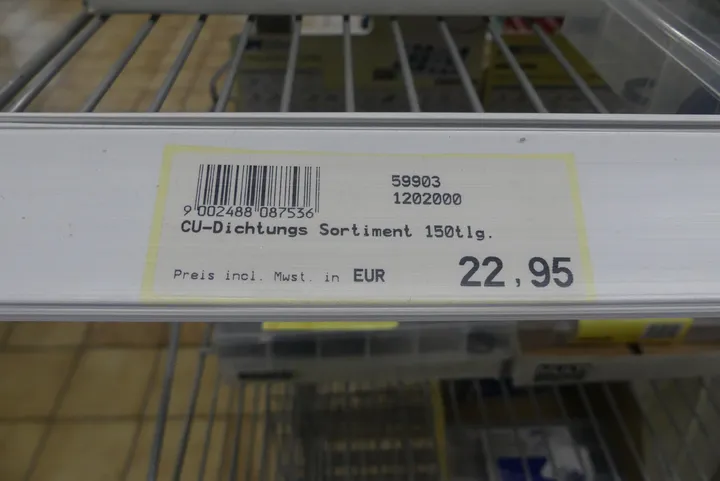 59903
1202000
9 002488 087536
CU-Dichtungs Sortiment 150tlg.
Preis incl. Mwst. in EUR 22,95